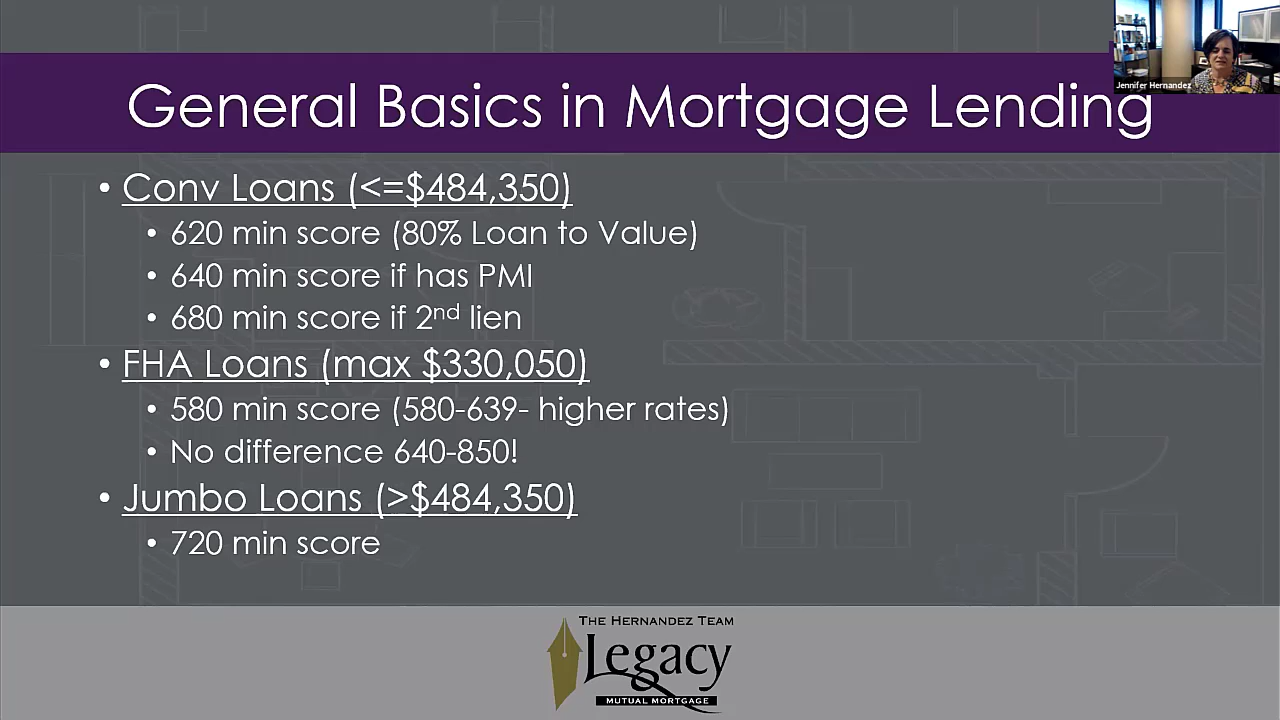 Jennifer Hernandez
General Basics in Mortgage Lending
• Conv Loans (<=$484,350)
• 620 min score (80% Loan to Value)
• 640 min score if has PMI
• 680 min score if 2nd lien
• FHA Loans (max $330,050)
• 580 min score (580-639- higher rates)
• No difference 640-850!
• Jumbo Loans (>$484,350)
• 720 min score
THE HERNANDEZ TEAM
Legacy
MUTUAL MORTGAGE